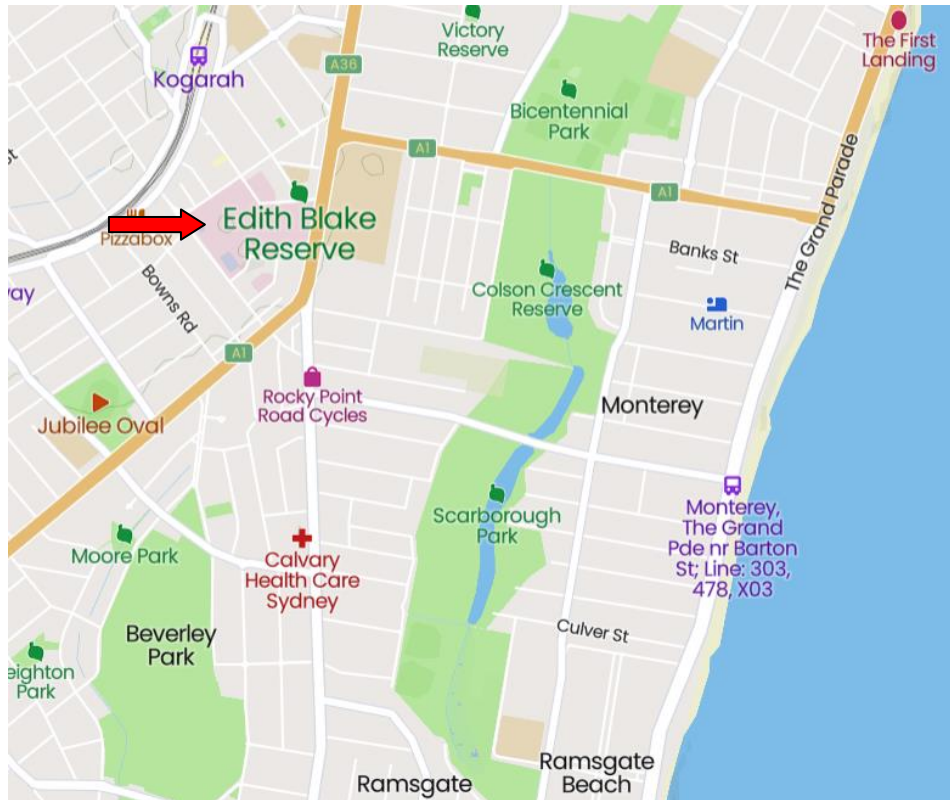 Victory
Reserve
The First
Landing
A36
Kogarah
Bicentennial
Park
A1
A1
Edith Blake
Reserve
Pizzabox
The Grand Parade
Banks St
Colson Crescent
Reserve
Bowns Rd
Martin
way
A1
Rocky Point
Road Cycles
Monterey
Jubilee Oval
Monterey,
The Grand
Pde nr Barton
St; Line: 303,
478, X03
Scarborough
Park
Moore Park
Calvary
Health Care
Sydney
Culver St
Beverley
Park
eighton
Park
Ramsgate
Beach
Ramsgate